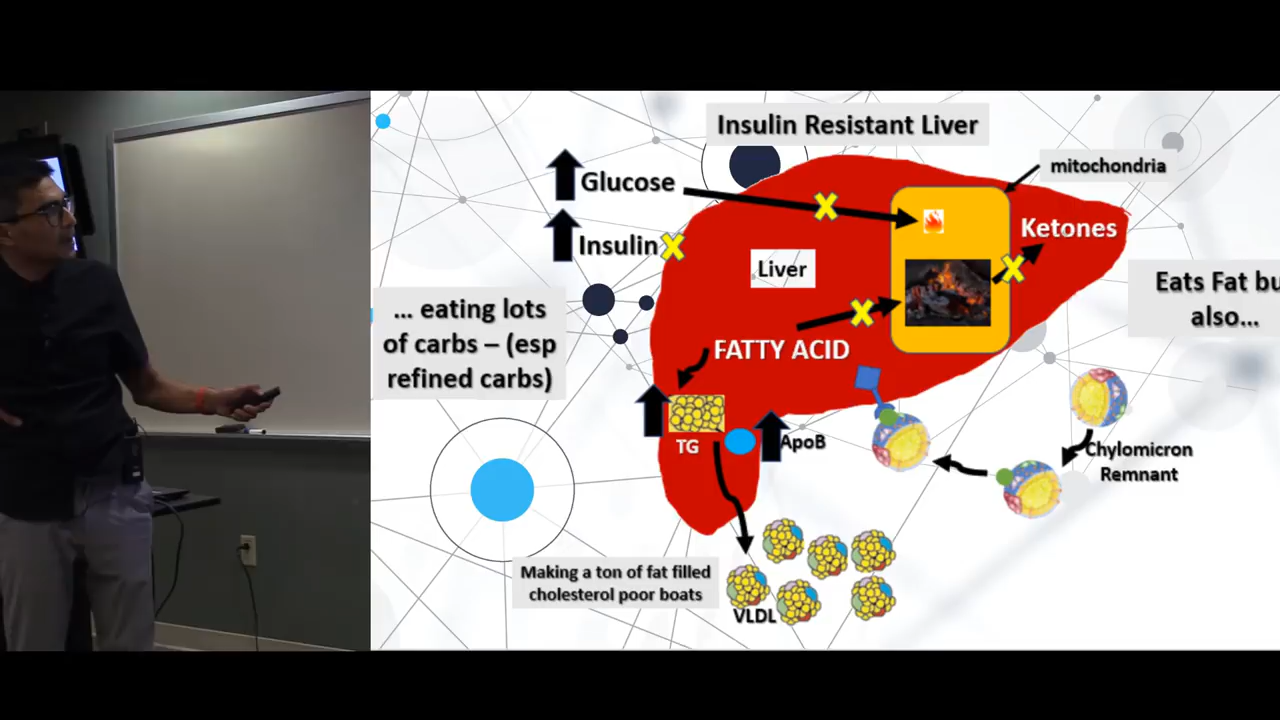 Insulin Resistant Liver
mitochondria
Glucose
Ketones
Insulin
Liver
Eats Fat bu
also...
... eating lots
of carbs – (esp
refined carbs)
FATTY ACID
TG
ApoB
Chylomicron
Remnant
Making a ton of fat filled
cholesterol poor boats
VLDL